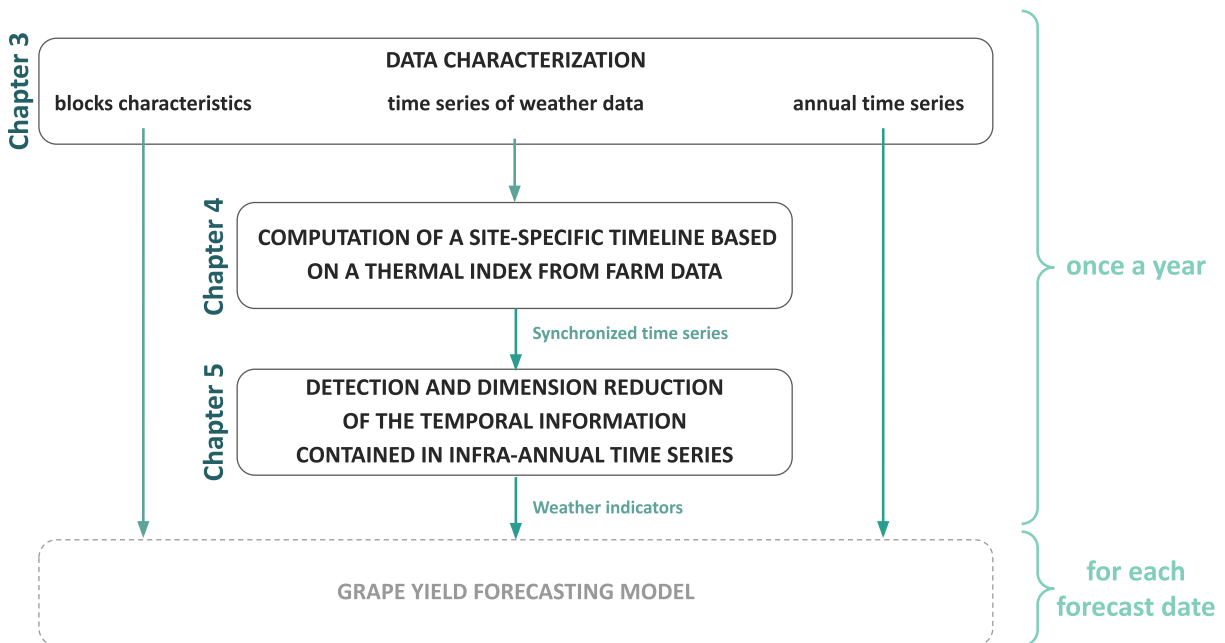 Chapter 3
DATA CHARACTERIZATION
blocks characteristics
time series of weather data
annual time series
Chapter 4
COMPUTATION OF A SITE-SPECIFIC TIMELINE BASED
ON A THERMAL INDEX FROM FARM DATA
once a year
Synchronized time series
Chapter 5
DETECTION AND DIMENSION REDUCTION
OF THE TEMPORAL INFORMATION
CONTAINED IN INFRA-ANNUAL TIME SERIES
Weather indicators
GRAPE YIELD FORECASTING MODEL
for each
forecast date